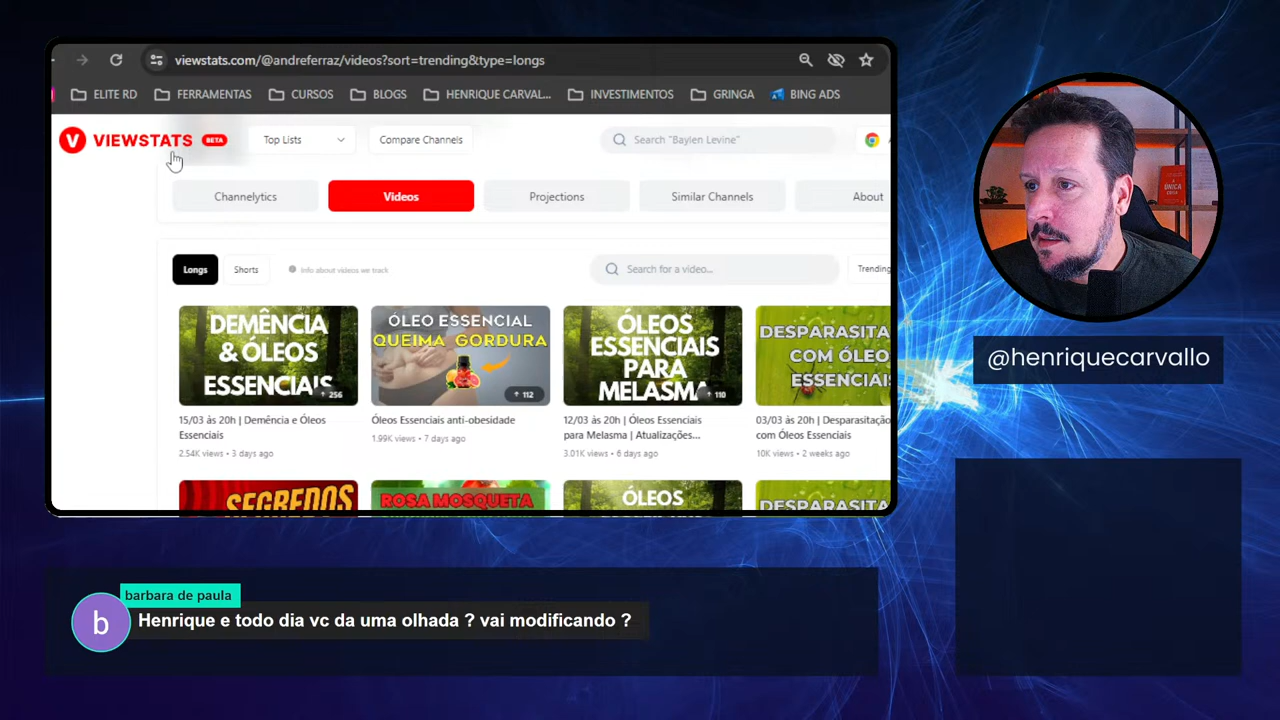 viewstats.com/@andreferraz/videos?sort=trending&type=longs
ELITE RD
FERRAMENTAS
CURSOS
BLOGS
HENRIQUE CARVAL...
INVESTIMENTOS
GRINGA
BING ADS
V VIEWSTATS BETA
Top Lists
Compare Channels
Search "Baylen Levine"
Channelytics
Videos
Projections
Similar Channels
About
Longs
Shorts
Info about videos we track
Search for a video...
Trending
DEMÊNCIA
& ÓLEOS
ESSENCIAIS
256
15/03 às 20h | Demência e Óleos
Essenciais
2.54K views • 3 days ago
ÓLEO ESSENCIAL
QUEIMA GORDURA
112
Óleos Essenciais anti-obesidade
1.99K views • 7 days ago
ÓLEOS
ESSENCIAIS
PARA
MELASMA
110
12/03 às 20h | Óleos Essenciais
para Melasma | Atualizações...
3.01K views • 6 days ago
DESPARASITA
COM ÓLEO
ESSENCIAIS
03/03 às 20h | Desparasitação
com Óleos Essenciais
10K views • 2 weeks ago
SEGREDOS
ROSA MOSQUETA
ÓLEOS
DESPARASITA
A
ÚNICA
@henriquecarvallo
barbara de paula
b
Henrique e todo dia vc da uma olhada ? vai modificando ?